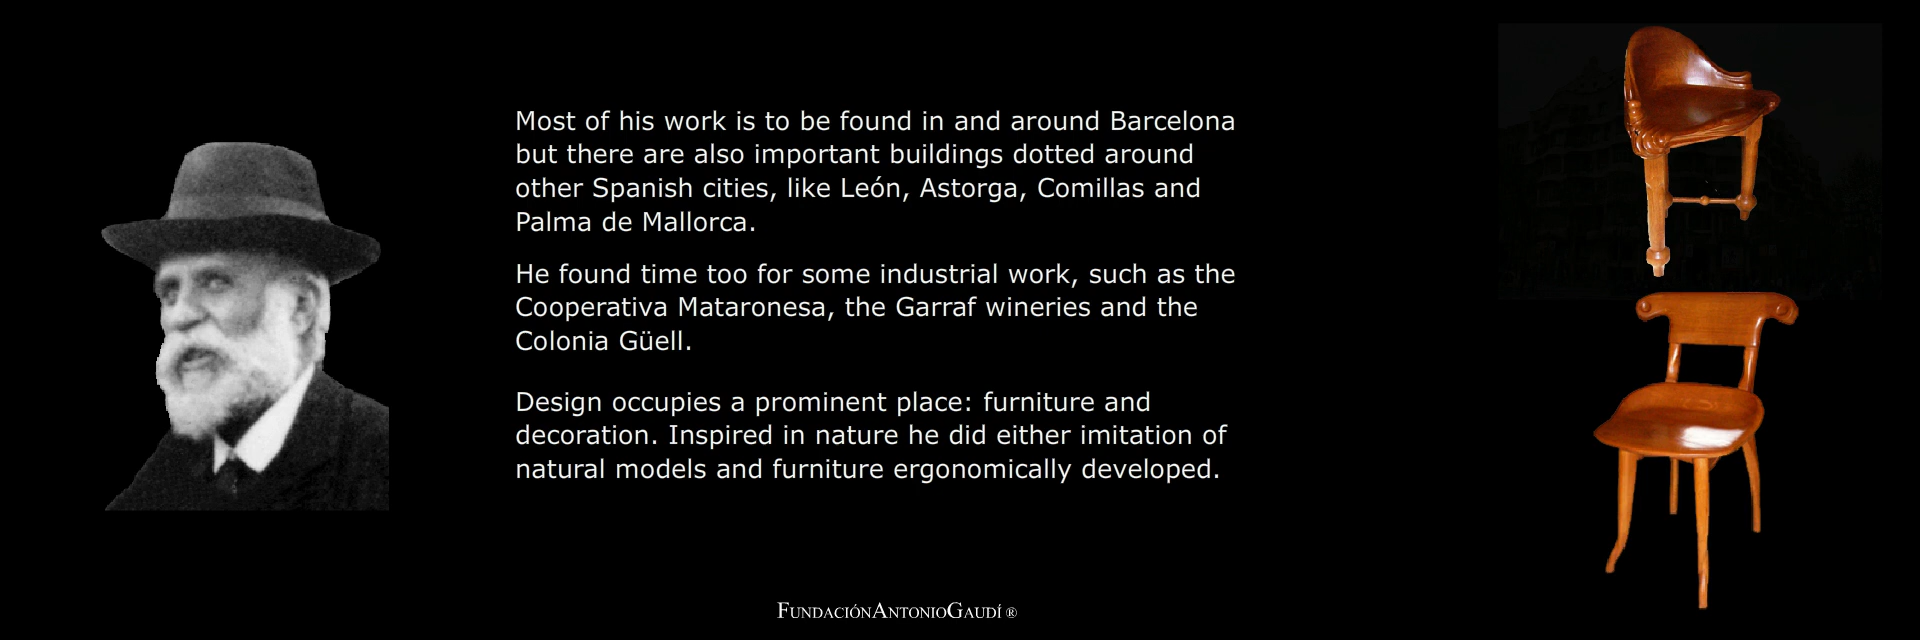 Most of his work is to be found in and around Barcelona
but there are also important buildings dotted around
other Spanish cities, like León, Astorga, Comillas and
Palma de Mallorca.
He found time too for some industrial work, such as the
Cooperativa Mataronesa, the Garraf wineries and the
Colonia Güell.
Design occupies a prominent place: furniture and
decoration. Inspired in nature he did either imitation of
natural models and furniture ergonomically developed.
FUNDACIÓNANTONIOGAUDÍ ®